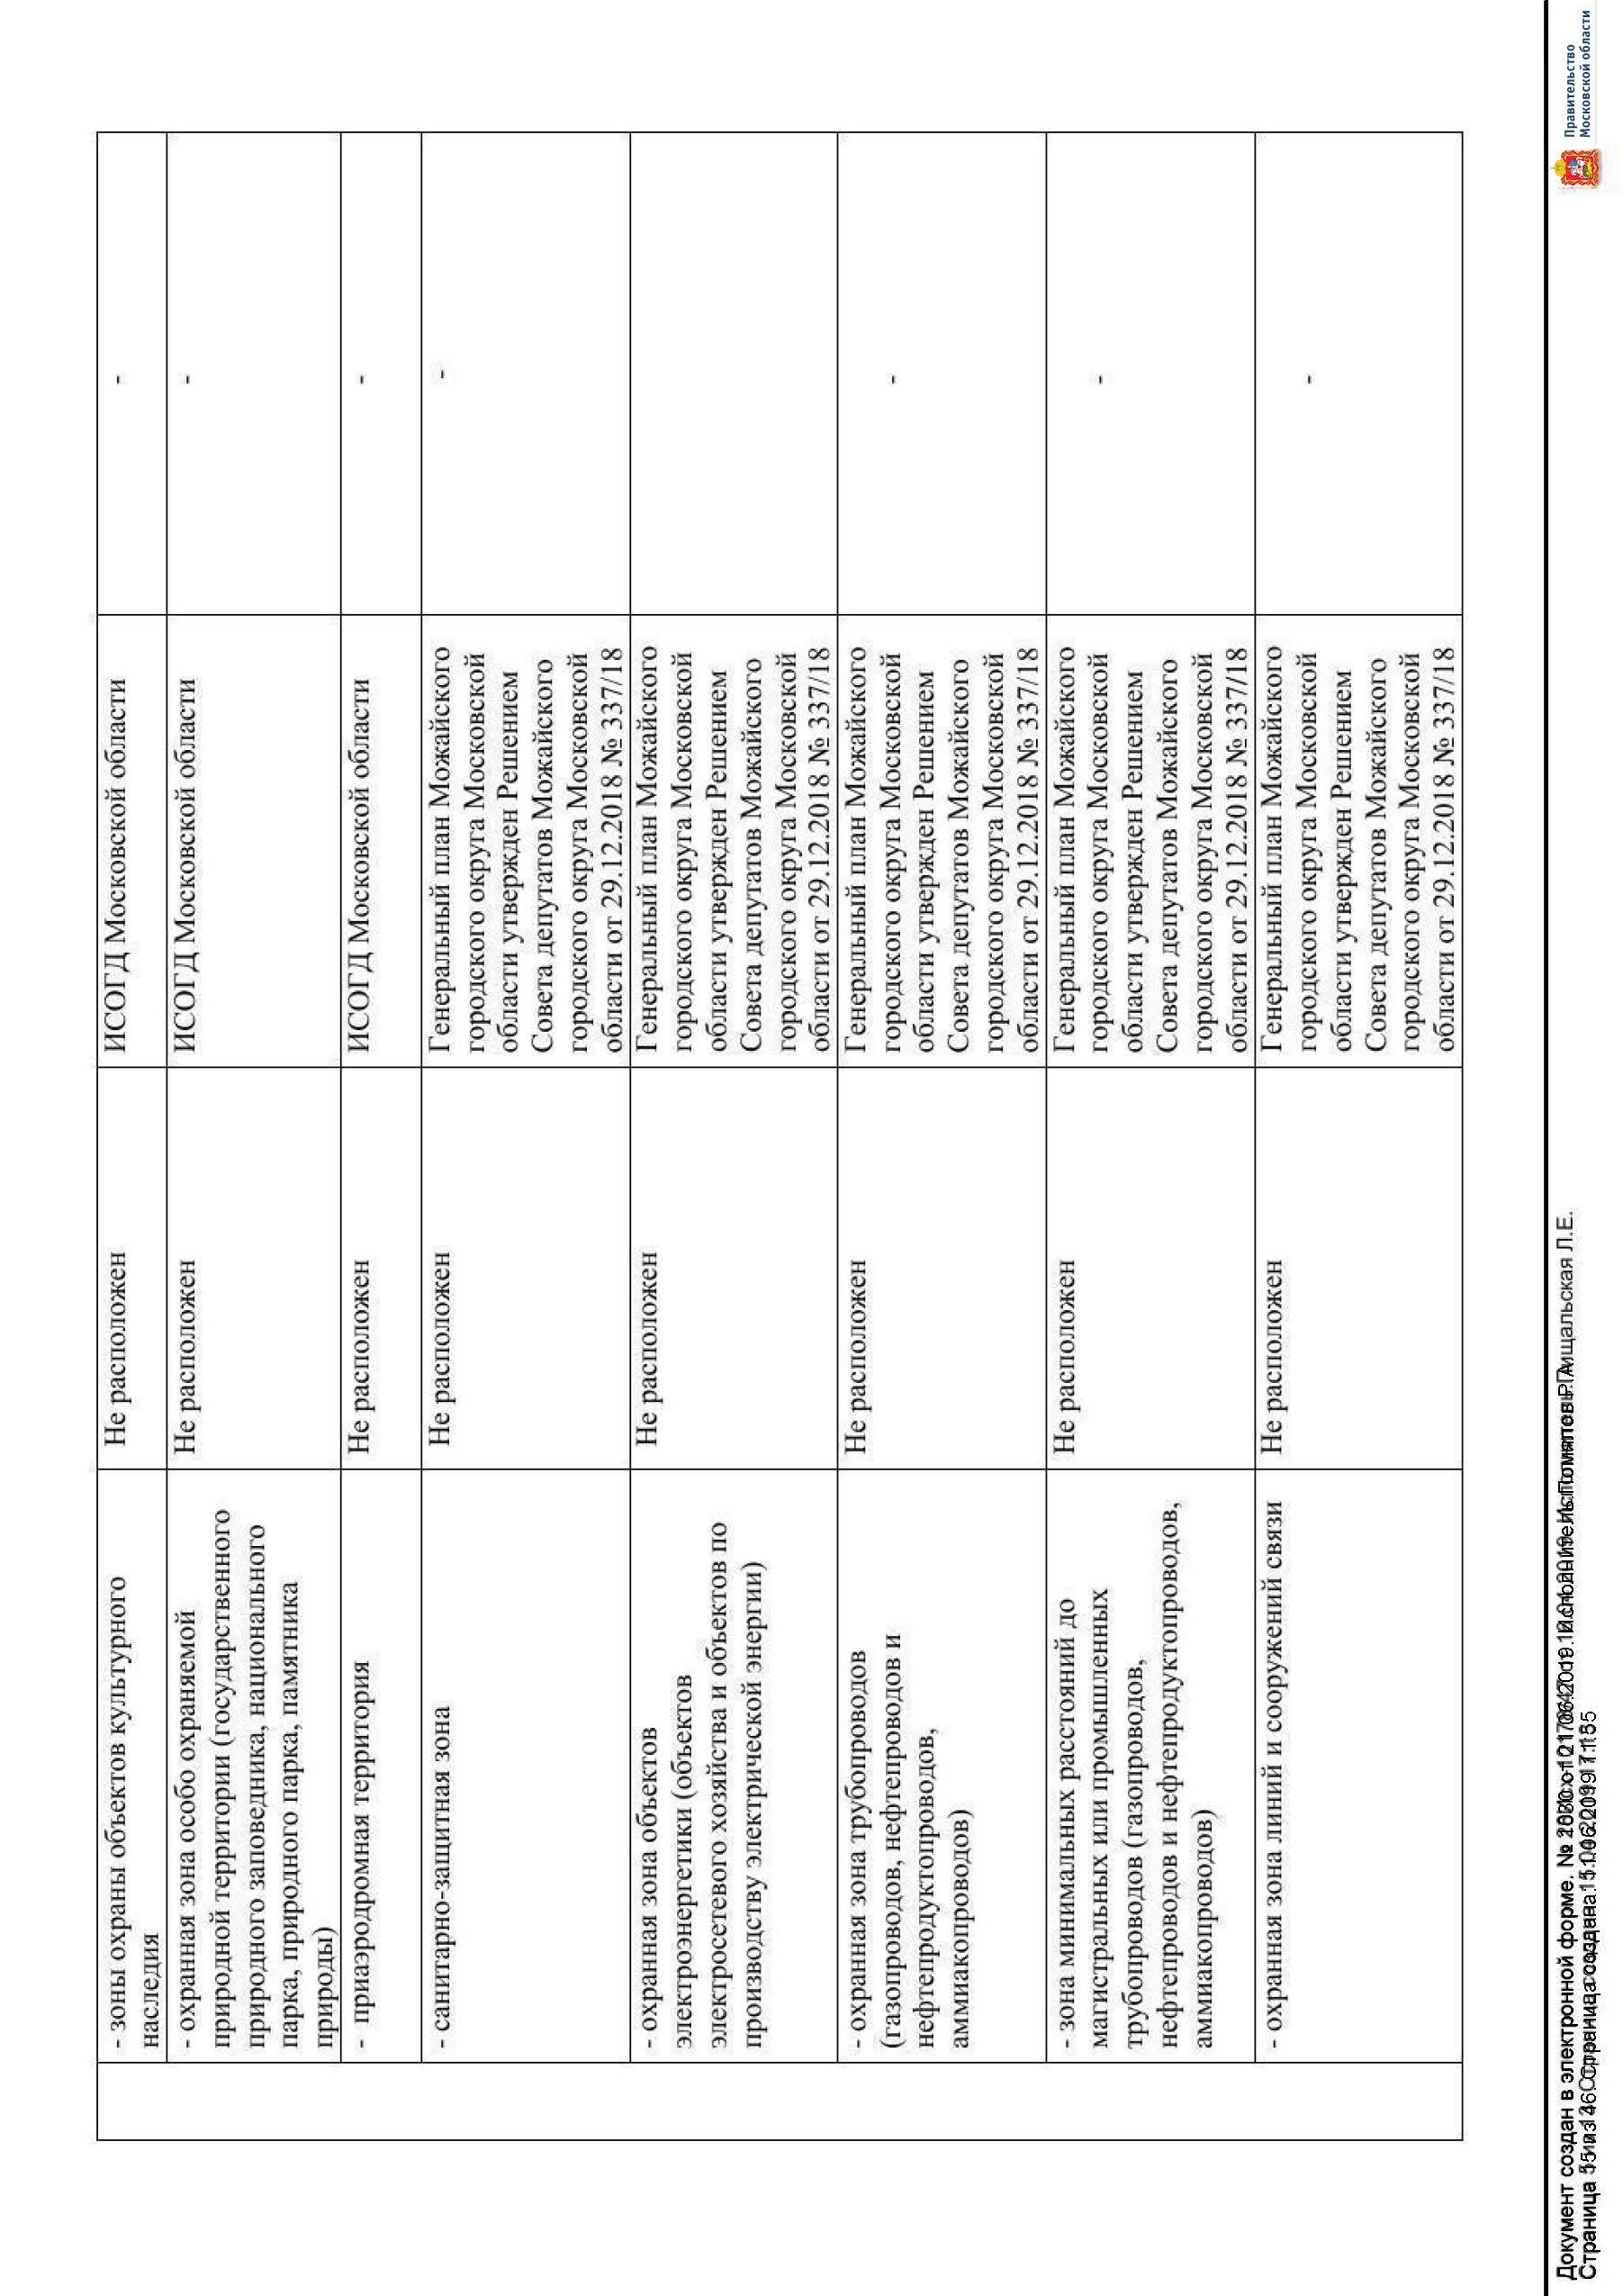 - зоны охраны объектов культурного
наследия
Не расположен
ИСОГД Московской области
-
- охранная зона особо охраняемой
природной территории (государственного
природного заповедника, национального
парка, природного парка, памятника
природы)
Не расположен
ИСОГД Московской области
-
- приаэродромная территория
Не расположен
ИСОГД Московской области
-
- санитарно-защитная зона
Не расположен
Генеральный план Можайского
городского округа Московской
области утвержден Решением
Совета депутатов Можайского
городского округа Московской
области от 29.12.2018 № 337/18
-
- охранная зона объектов
электроэнергетики (объектов
электросетевого хозяйства и объектов по
производству электрической энергии)
Не расположен
Генеральный план Можайского
городского округа Московской
области утвержден Решением
Совета депутатов Можайского
городского округа Московской
области от 29.12.2018 № 337/18
- охранная зона трубопроводов
(газопроводов, нефтепроводов и
нефтепродуктопроводов,
аммиакопроводов)
Не расположен
Генеральный план Можайского
городского округа Московской
области утвержден Решением
Совета депутатов Можайского
городского округа Московской
области от 29.12.2018 № 337/18
-
- зона минимальных расстояний до
магистральных или промышленных
трубопроводов (газопроводов,
нефтепроводов и нефтепродуктопроводов,
аммиакопроводов)
Не расположен
Генеральный план Можайского
городского округа Московской
области утвержден Решением
Совета депутатов Можайского
городского округа Московской
области от 29.12.2018 № 337/18
-
- охранная зона линий и сооружений связи
Не расположен
Генеральный план Можайского
городского округа Московской
области утвержден Решением
Совета депутатов Можайского
городского округа Московской
области от 29.12.2018 № 337/18
-
Документ создан в электронной форме. № Исполнитель: Пищальская Л.Е.
Страница создана:
Правительство
Московской области